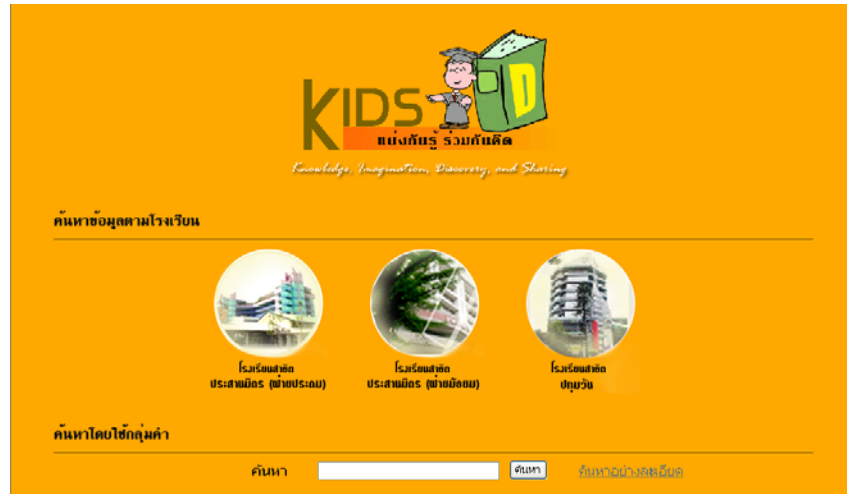 KIDS
D
แบ่งกันรู้ ร่วมกันคิด
Knowledge, Imagination, Discovery, and Sharing
ค้นหาข้อมูลตามโรงเรียน
โรงเรียนสาธิต
ประสานมิตร (ฝ่ายประถม)
โรงเรียนสาธิต
ประสานมิตร (ฝ่ายมัธยม)
โรงเรียนสาธิต
ปทุมวัน
ค้นหาโดยใช้กลุ่มคำ
ค้นหา ค้นหา ค้นหาอย่างละเอียด